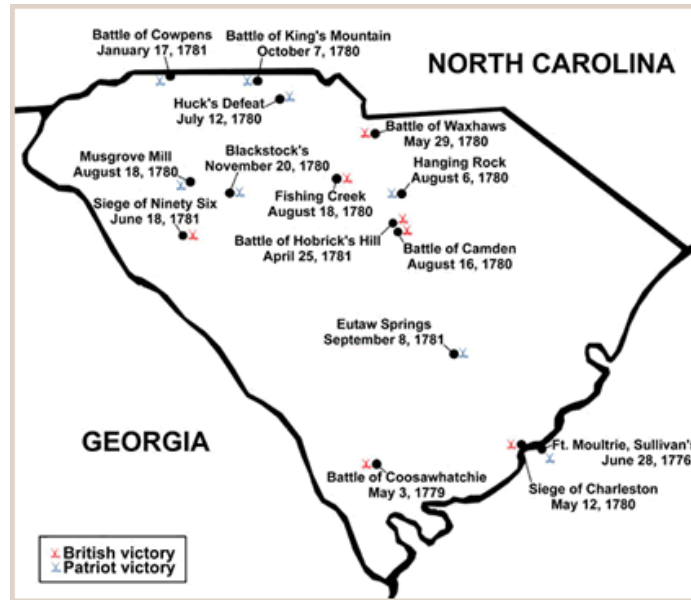 Battle of Cowpens
January 17, 1781
Battle of King's Mountain
October 7, 1780
NORTH CAROLINA
Huck's Defeat
July 12, 1780
Battle of Waxhaws
May 29, 1780
Musgrove Mill
August 18, 1780
Blackstock's
November 20, 1780
Hanging Rock
August 6, 1780
Fishing Creek
August 18, 1780
Siege of Ninety Six
June 18, 1781
Battle of Hobrick's Hill
April 25, 1781
Battle of Camden
August 16, 1780
Eutaw Springs
September 8, 1781
GEORGIA
Ft. Moultrie, Sullivan's
June 28, 1776
Battle of Coosawhatchie
May 3, 1779
Siege of Charleston
May 12, 1780
British victory
Patriot victory